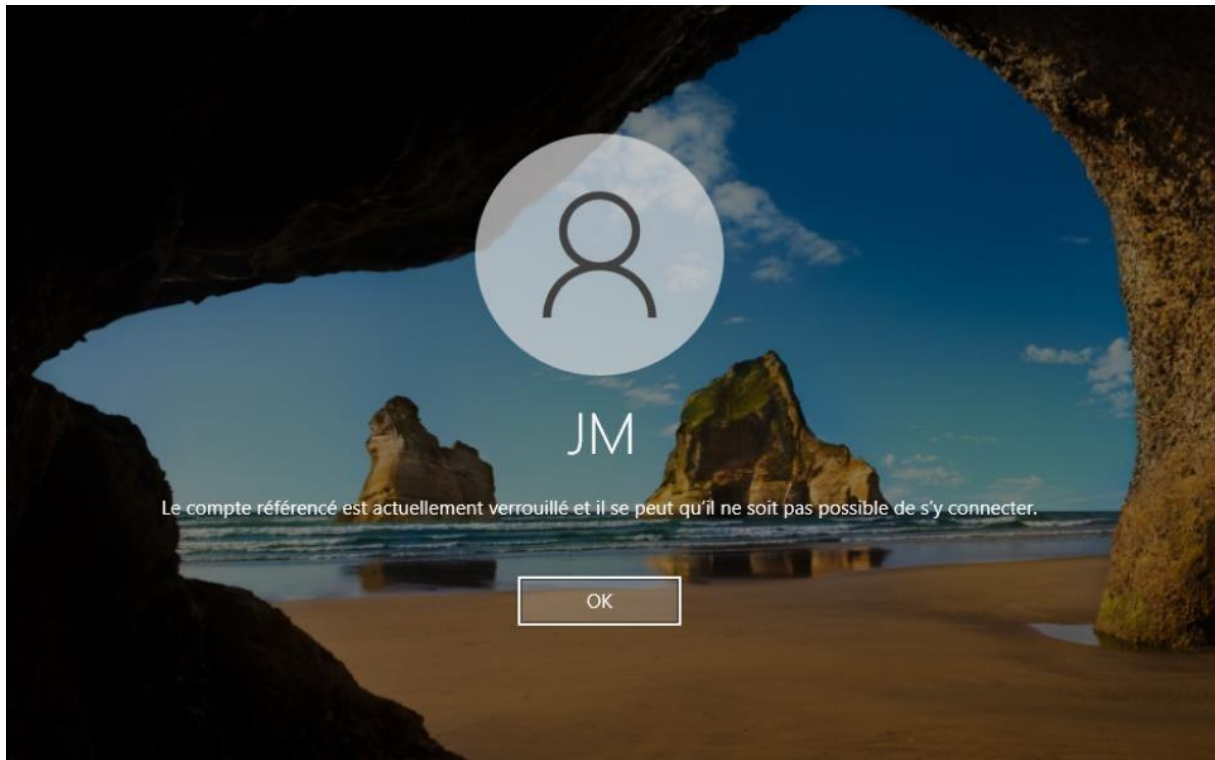 JM
Le compte référencé est actuellement verrouillé et il se peut qu’il ne soit pas possible de s’y connecter.
OK